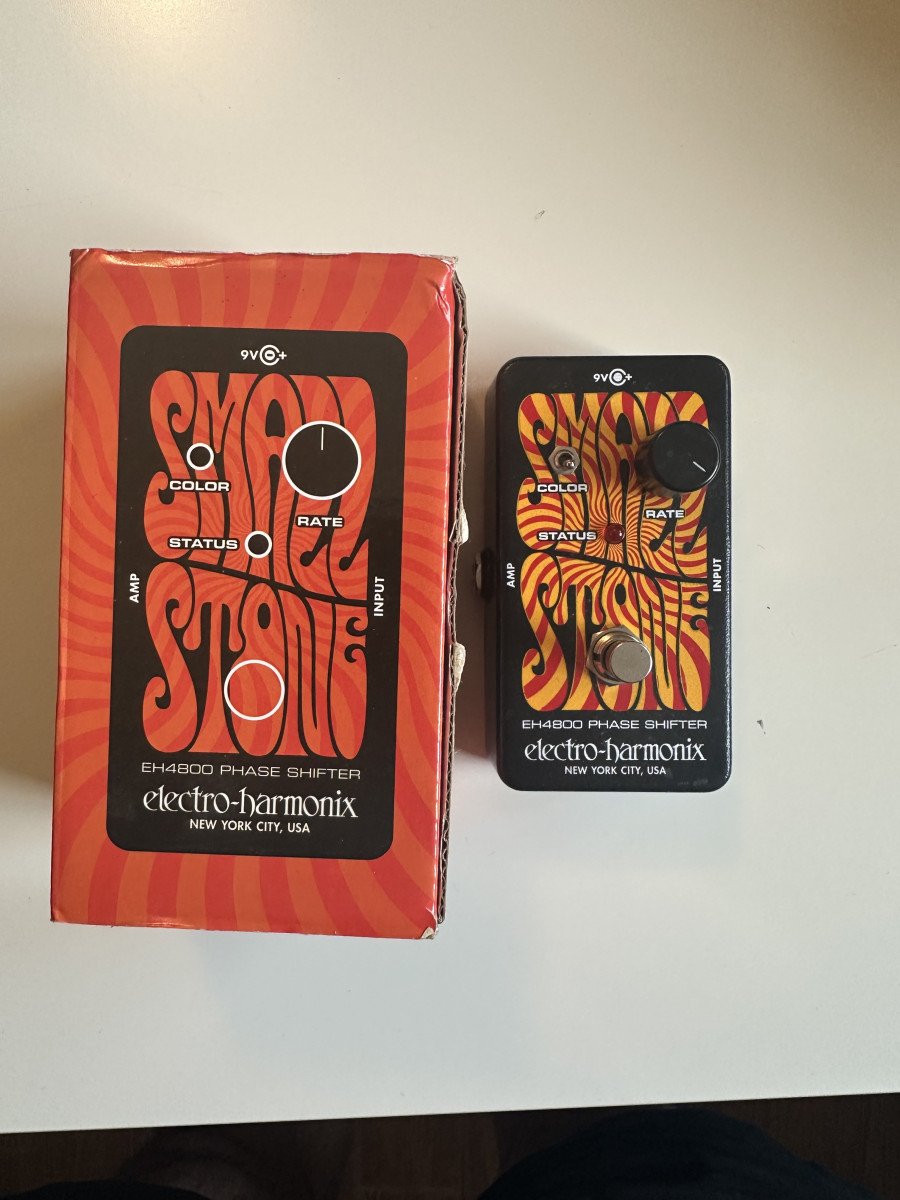 9V +
SMALL
COLOR
RATE
STATUS
AMP
INPUT
STONE
EH4800 PHASE SHIFTER
electro-harmonix
NEW YORK CITY, USA
9V +
SMALL
COLOR
RATE
STATUS
AMP
INPUT
STONE
EH4800 PHASE SHIFTER
electro-harmonix
NEW YORK CITY, USA